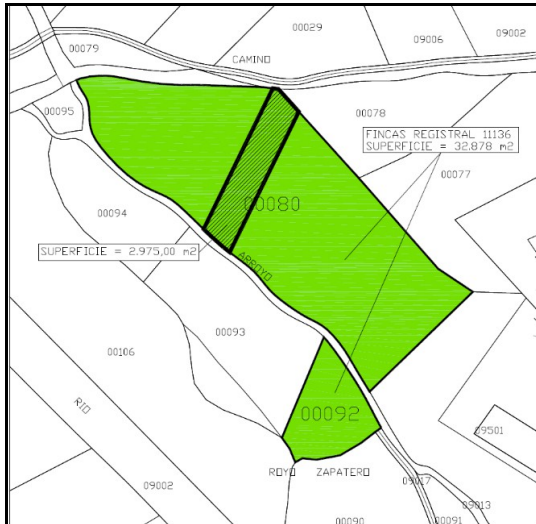 00029
09006
09002
00079
CAMINO
00095
00078
FINCAS REGISTRAL 11136
SUPERFICIE = 32.878 m2
00077
00094
00080
SUPERFICIE = 2.975,00 m2
ARROYO
00093
00106
RIO
00092
09501
ROYO ZAPATERO
09002
09017
09013
00090
00091